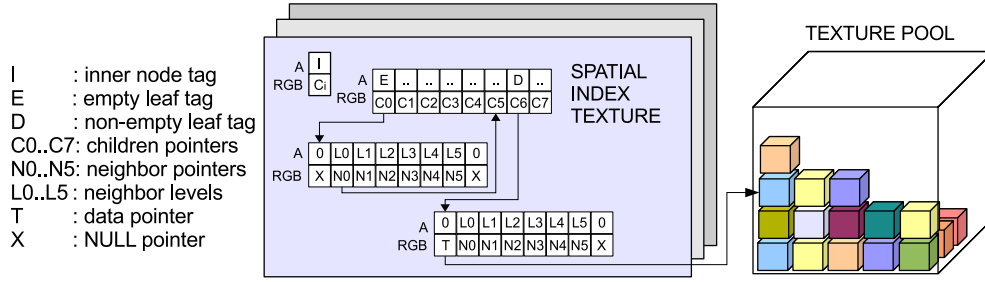 I : inner node tag
E : empty leaf tag
D : non-empty leaf tag
C0..C7: children pointers
N0..N5: neighbor pointers
L0..L5 : neighbor levels
T : data pointer
X : NULL pointer
A I
RGB Ci
A E .. .. .. .. .. D ..
RGB C0 C1 C2 C3 C4 C5 C6 C7
SPATIAL
INDEX
TEXTURE
A 0 L0 L1 L2 L3 L4 L5 0
RGB X N0 N1 N2 N3 N4 N5 X
A 0 L0 L1 L2 L3 L4 L5 0
RGB T N0 N1 N2 N3 N4 N5 X
TEXTURE POOL